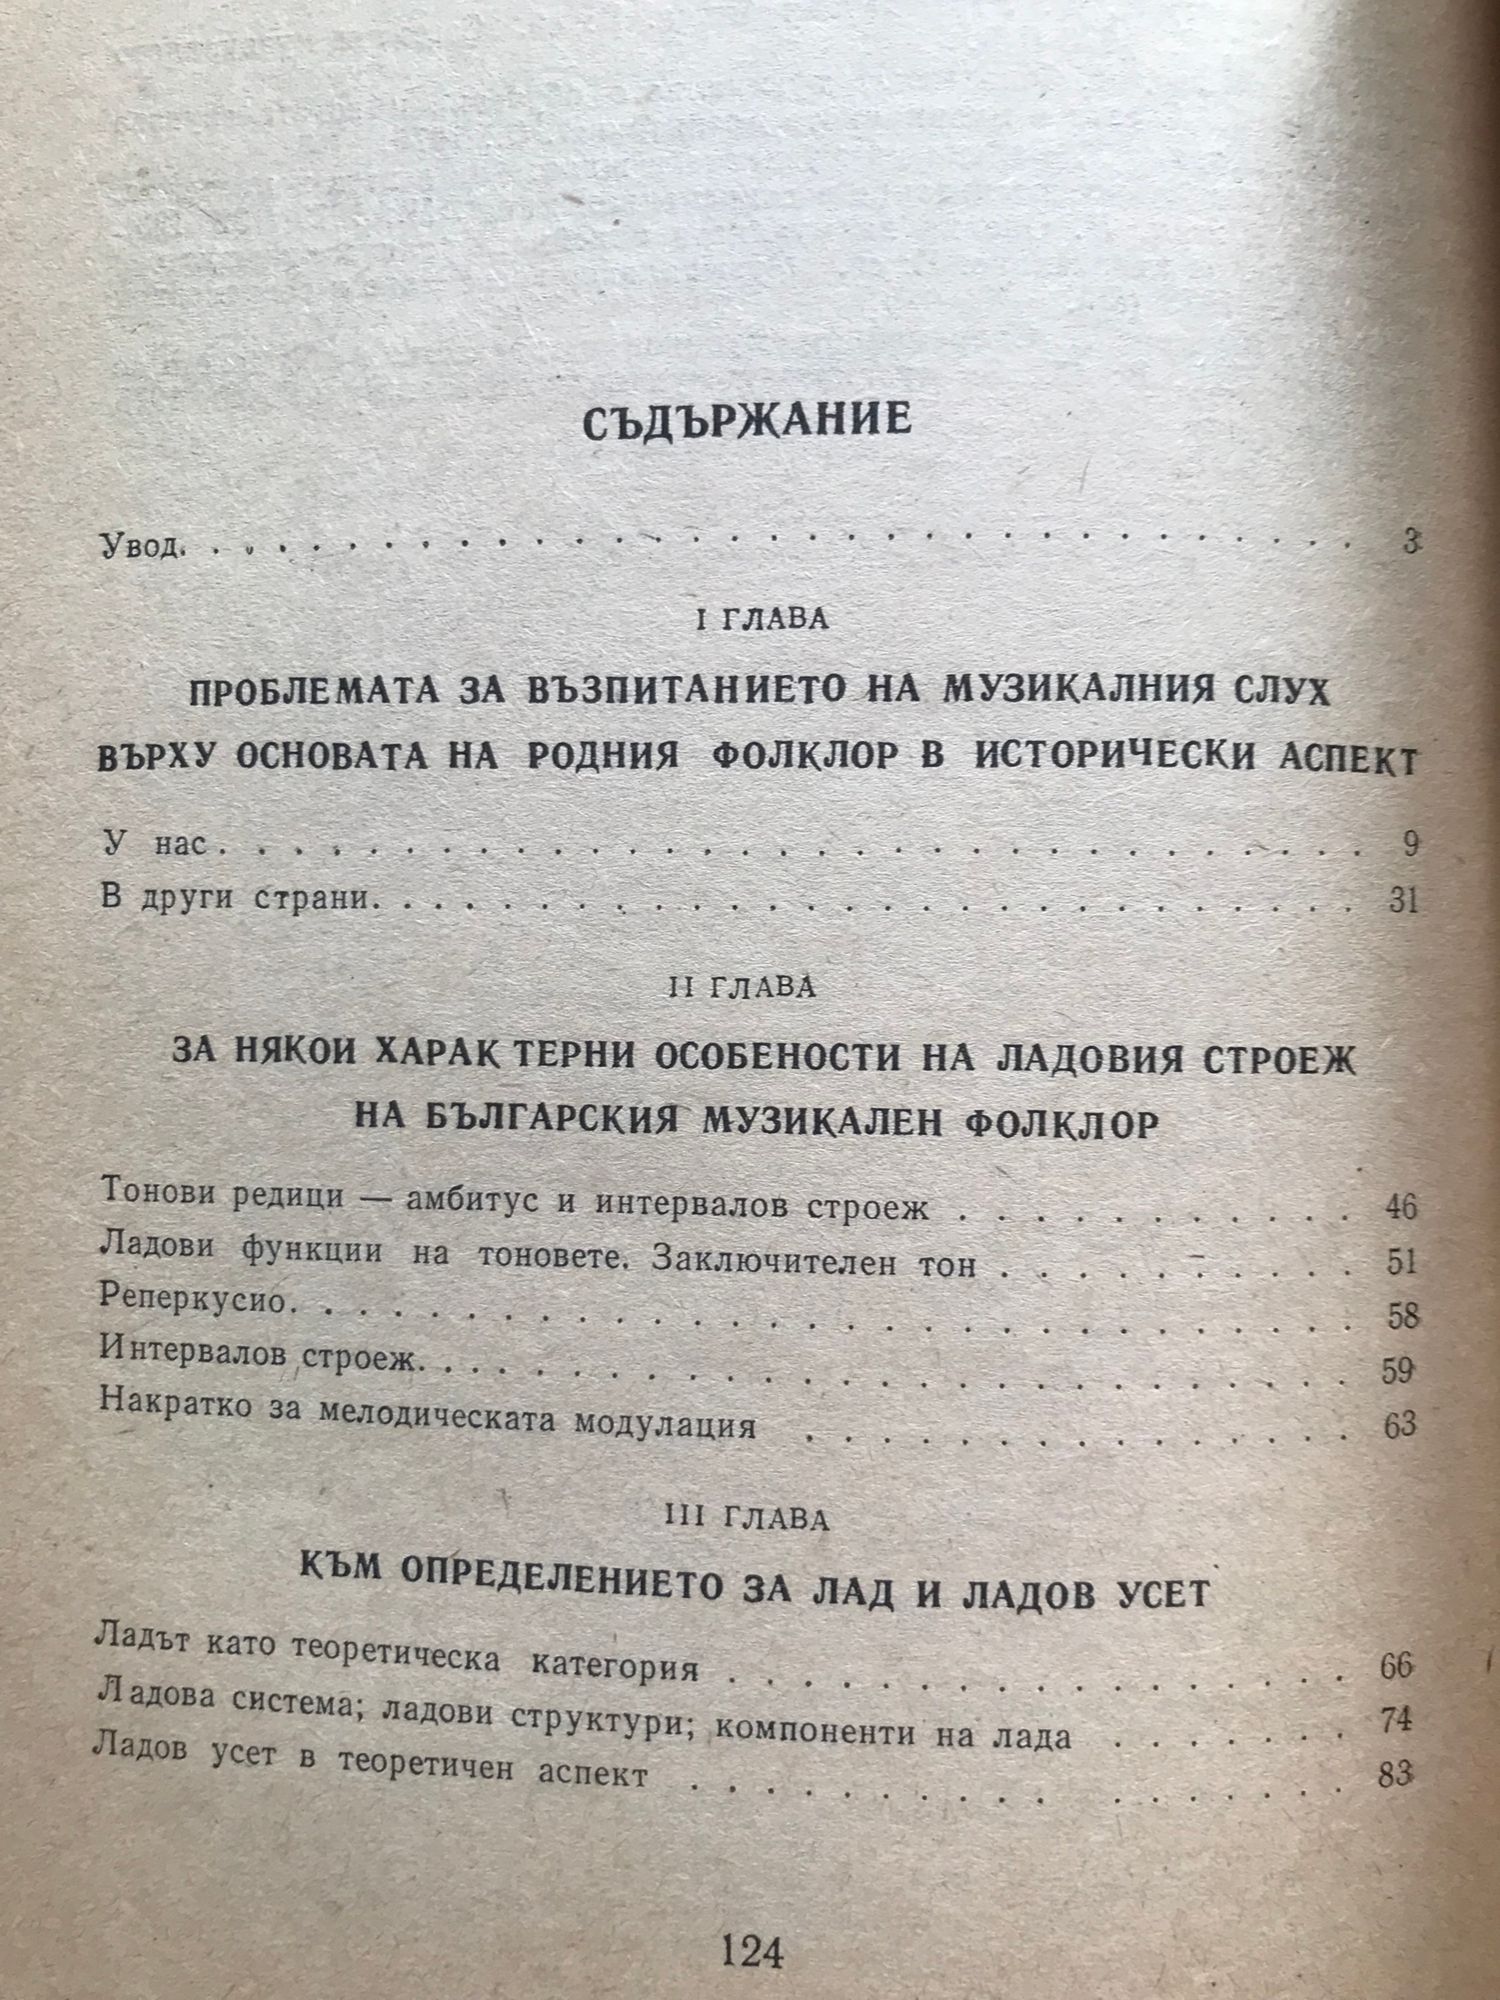 СЪДЪРЖАНИЕ
Увод. . . . . . . . . . . . . . . . . . . . . . . . . . . . . . . . . 3
I ГЛАВА
ПРОБЛЕМАТА ЗА ВЪЗПИТАНИЕТО НА МУЗИКАЛНИЯ СЛУХ
ВЪРХУ ОСНОВАТА НА РОДНИЯ ФОЛКЛОР В ИСТОРИЧЕСКИ АСПЕКТ
У нас . . . . . . . . . . . . . . . . . . . . . . . . . . . . . . . . 9
В други страни. . . . . . . . . . . . . . . . . . . . . . . . . . . . 31
II ГЛАВА
ЗА НЯКОИ ХАРАК ТЕРНИ ОСОБЕНОСТИ НА ЛАДОВИЯ СТРОЕЖ
НА БЪЛГАРСКИЯ МУЗИКАЛЕН ФОЛКЛОР
Тонови редици — амбитус и интервалов строеж . . . . . . . . . . . 46
Ладови функции на тоновете. Заключителен тон . . . . . . . . . . 51
Реперкусио. . . . . . . . . . . . . . . . . . . . . . . . . . . . . . 58
Интервалов строеж. . . . . . . . . . . . . . . . . . . . . . . . . . 59
Накратко за мелодическата модулация . . . . . . . . . . . . . . . 63
III ГЛАВА
КЪМ ОПРЕДЕЛЕНИЕТО ЗА ЛАД И ЛАДОВ УСЕТ
Ладът като теоретическа категория . . . . . . . . . . . . . . . . . 66
Ладова система; ладови структури; компоненти на лада . . . . . . . 74
Ладов усет в теоретичен аспект . . . . . . . . . . . . . . . . . 83
124